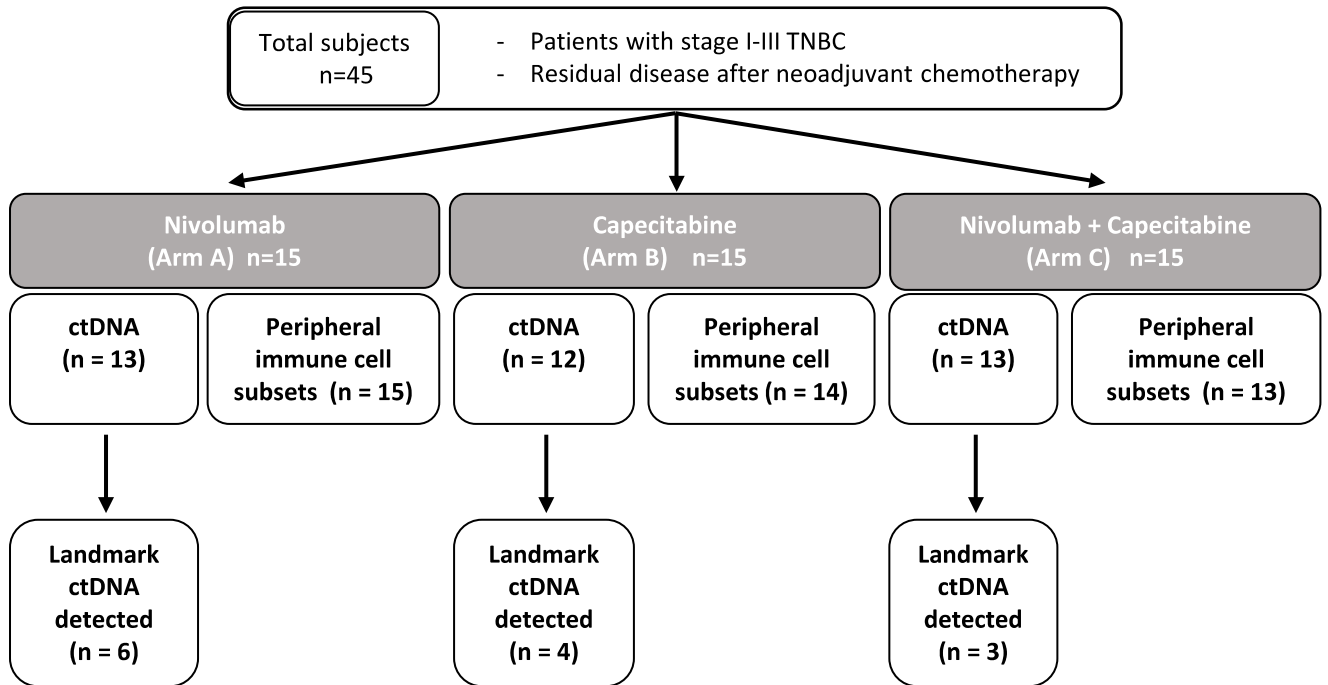 Total subjects
n=45
- Patients with stage I-III TNBC
- Residual disease after neoadjuvant chemotherapy
Nivolumab
(Arm A) n=15
Capecitabine
(Arm B) n=15
Nivolumab + Capecitabine
(Arm C) n=15
ctDNA
(n = 13)
Peripheral
immune cell
subsets (n = 15)
ctDNA
(n = 12)
Peripheral
immune cell
subsets (n = 14)
ctDNA
(n = 13)
Peripheral
immune cell
subsets (n = 13)
Landmark
ctDNA
detected
(n = 6)
Landmark
ctDNA
detected
(n = 4)
Landmark
ctDNA
detected
(n = 3)